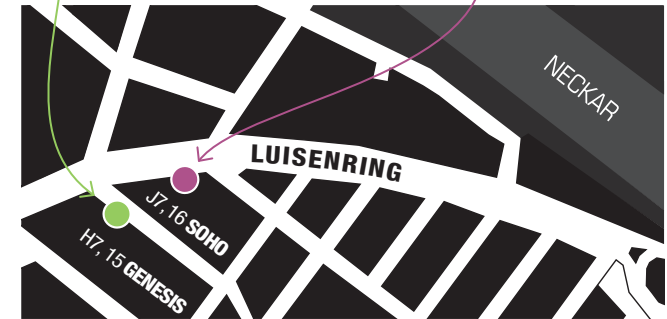 NECKAR
LUISENRING
J7, 16 SOHO
H7, 15 GENESIS